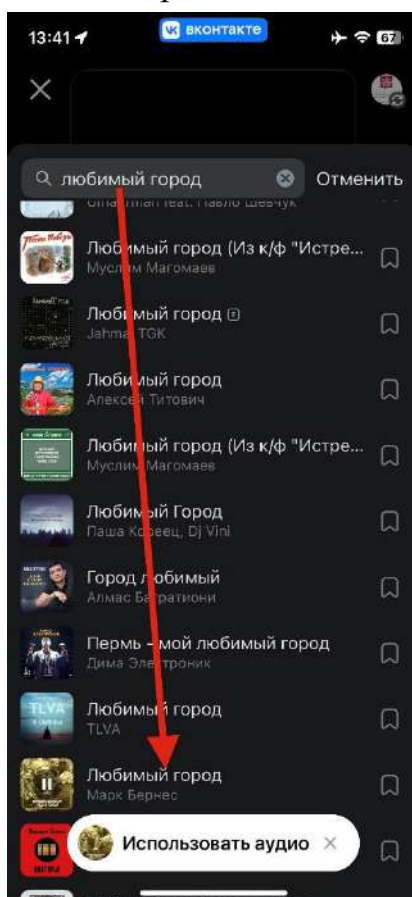 13:41
ВКОНТАКТЕ
67
любимый город
Отменить
Любимый город (Из к/ф "Истре...
Муслим Магомаев
Любимый город E
Jahmal TGK
Любимый город
Алексей Титович
Любимый город (Из к/ф "Истре...
Муслим Магомаев
Любимый Город
Паша Кореец, Dj Vini
Город любимый
Алмас Багратиони
Пермь - мой любимый город
Дима Электроник
TLVA
Любимый город
TLVA
Любимый город
Марк Бернес
Использовать аудио